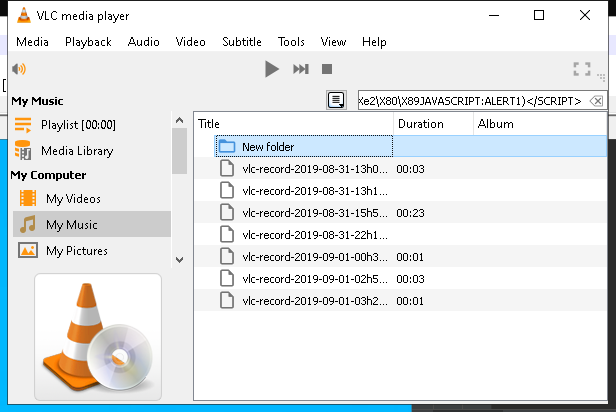 VLC media player
Media Playback Audio Video Subtitle Tools View Help
My Music
Xe2\X80\X89JAVASCRIPT:ALERT1)</SCRIPT>
Playlist [00:00]
Media Library
My Computer
My Videos
My Music
My Pictures
Title Duration Album
New folder
vlc-record-2019-08-31-13h0... 00:03
vlc-record-2019-08-31-13h1...
vlc-record-2019-08-31-15h5... 00:23
vlc-record-2019-08-31-22h1...
vlc-record-2019-09-01-00h3... 00:01
vlc-record-2019-09-01-02h5... 00:03
vlc-record-2019-09-01-03h2... 00:01